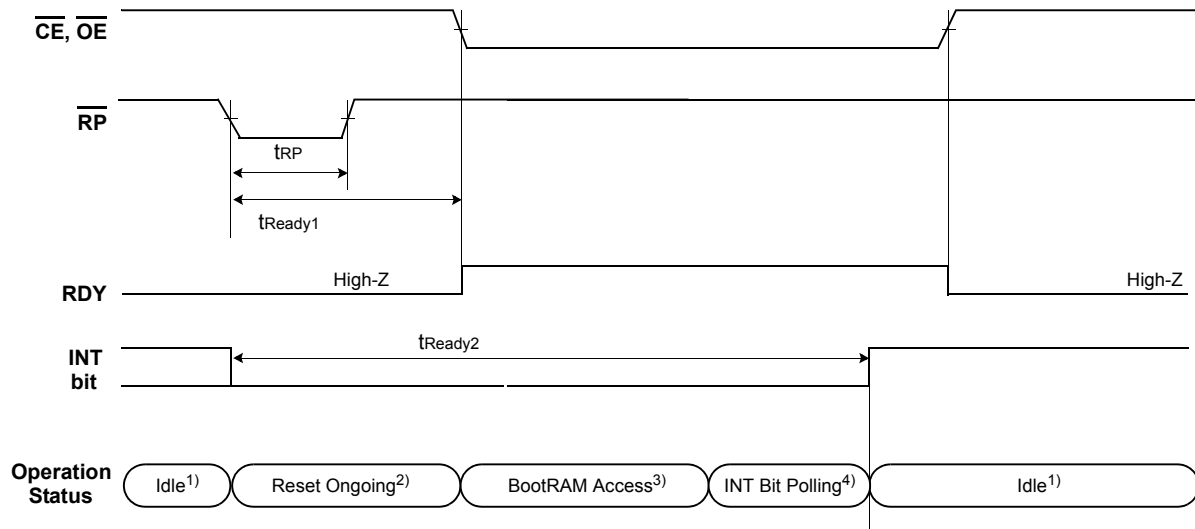 CE, OE
RP
tRP
tReady1
High-Z
High-Z
RDY
tReady2
INT
bit
Operation
Status
Idle1)
Reset Ongoing2)
BootRAM Access3)
INT Bit Polling4)
Idle1)